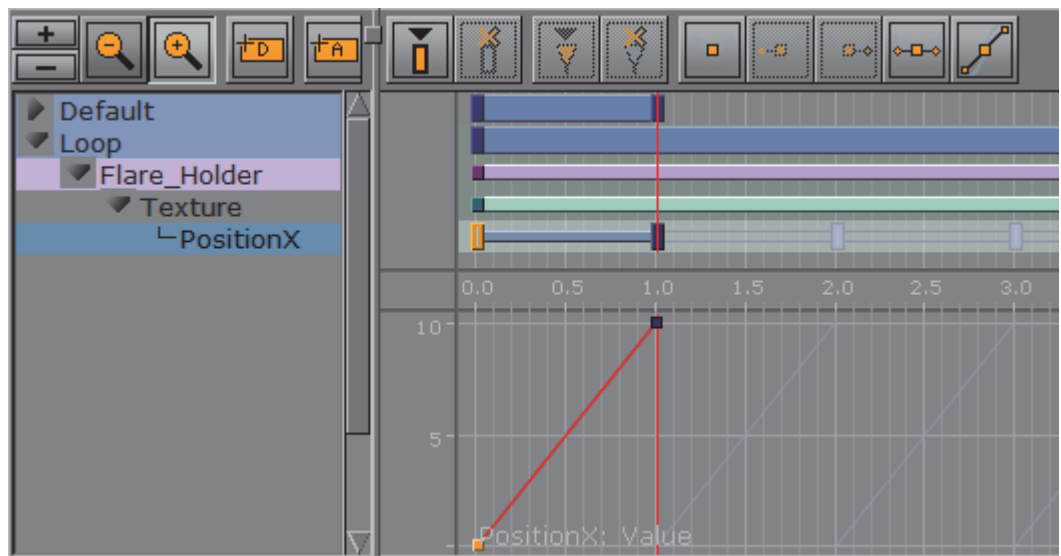 D
A
Default
Loop
Flare_Holder
Texture
PositionX
0.0 0.5 1.0 1.5 2.0 2.5 3.0
10
5
PositionX: Value